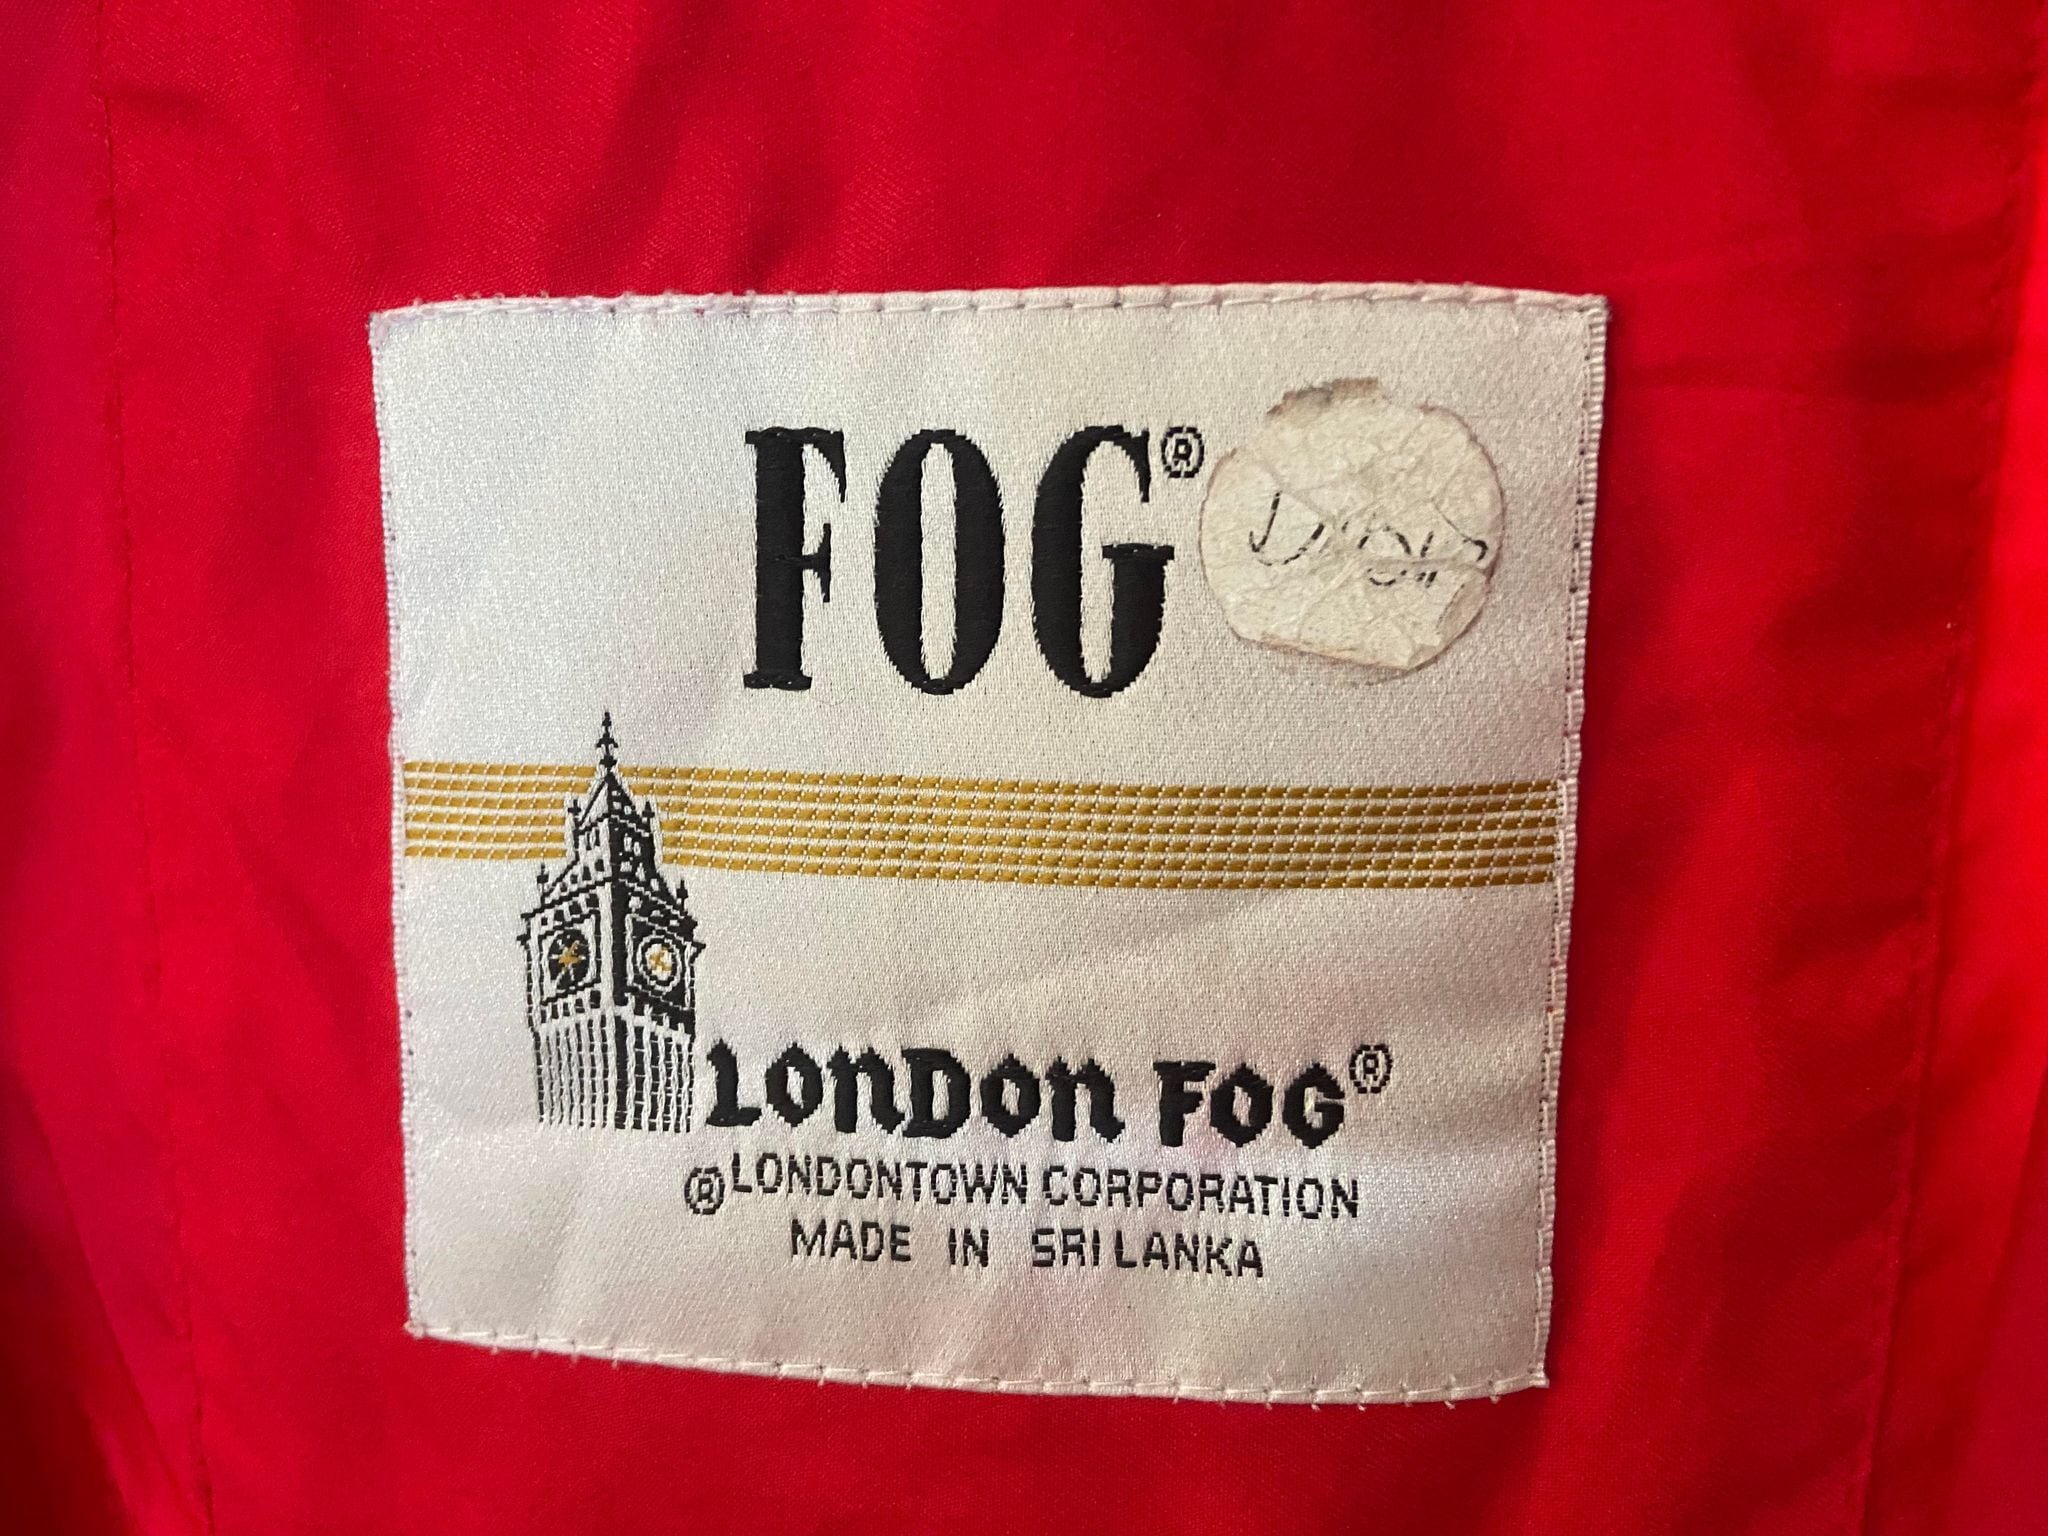 FOG®
LONDON FOG®
®LONDONTOWN CORPORATION
MADE IN SRI LANKA